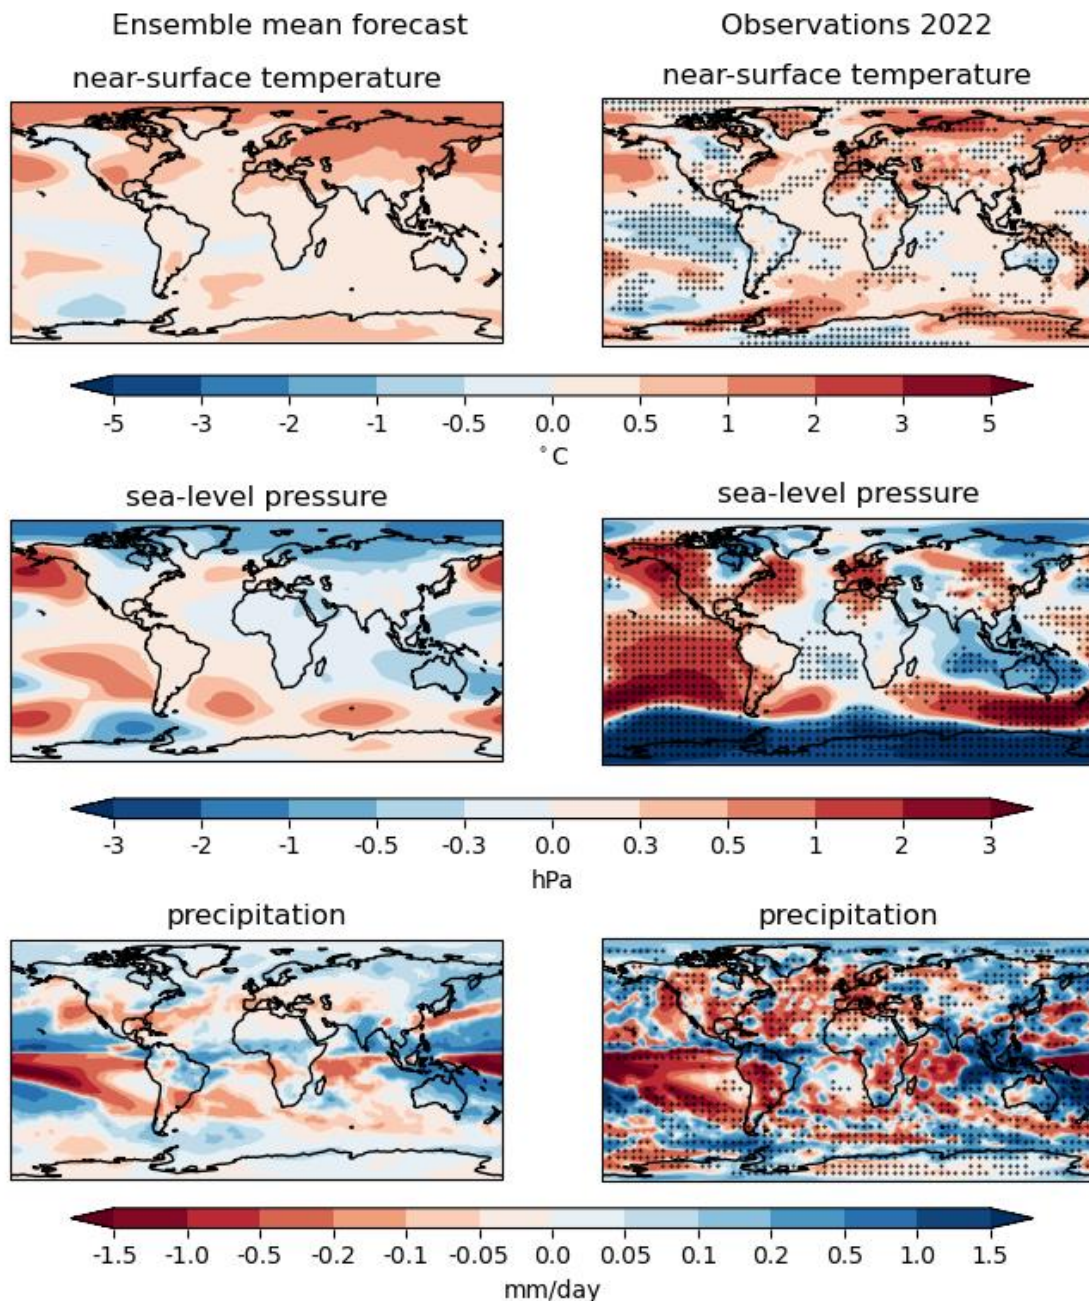 Ensemble mean forecast
Observations 2022
near-surface temperature
near-surface temperature
-5 -3 -2 -1 -0.5 0.0 0.5 1 2 3 5
°C
sea-level pressure
sea-level pressure
-3 -2 -1 -0.5 -0.3 0.0 0.3 0.5 1 2 3
hPa
precipitation
precipitation
-1.5 -1.0 -0.5 -0.2 -0.1 -0.05 0.0 0.05 0.1 0.2 0.5 1.0 1.5
mm/day